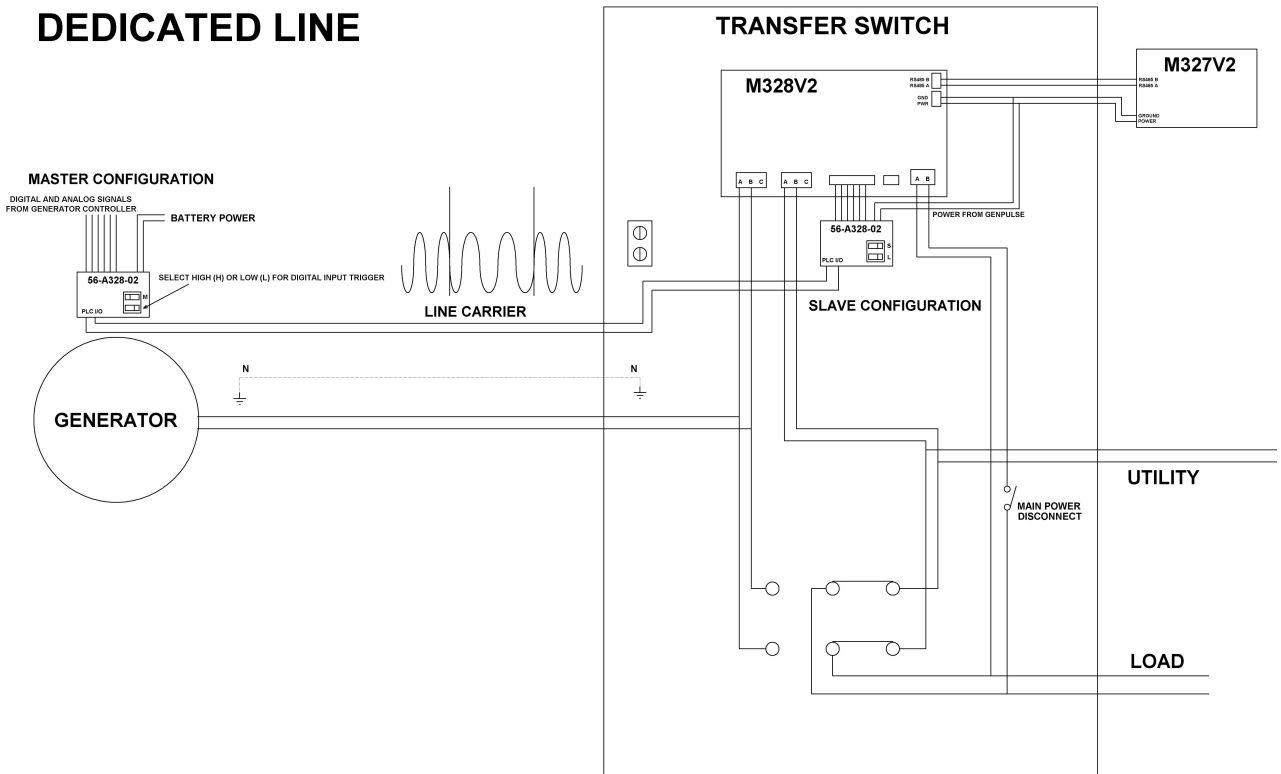 DEDICATED LINE
TRANSFER SWITCH
M328V2
RS485 B
RS485 A
GND
PWR
M327V2
RS485 B
RS485 A
GROUND
POWER
A B C
A B C
A B
MASTER CONFIGURATION
DIGITAL AND ANALOG SIGNALS
FROM GENERATOR CONTROLLER
BATTERY POWER
56-A328-02
M
PLC I/O
SELECT HIGH (H) OR LOW (L) FOR DIGITAL INPUT TRIGGER
LINE CARRIER
POWER FROM GENPULSE
56-A328-02
S
L
PLC I/O
SLAVE CONFIGURATION
N
N
GENERATOR
UTILITY
MAIN POWER
DISCONNECT
LOAD